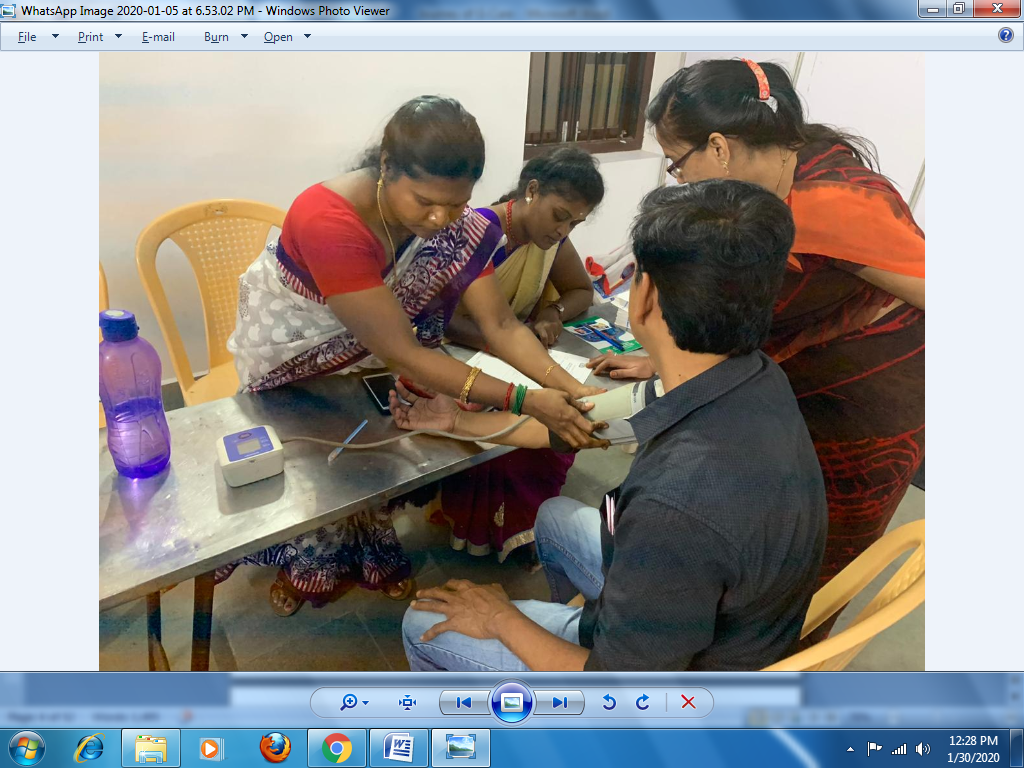 WhatsApp Image 2020-01-05 at 6.53.02 PM - Windows Photo Viewer
File Print E-mail Burn Open
12:28 PM
1/30/2020